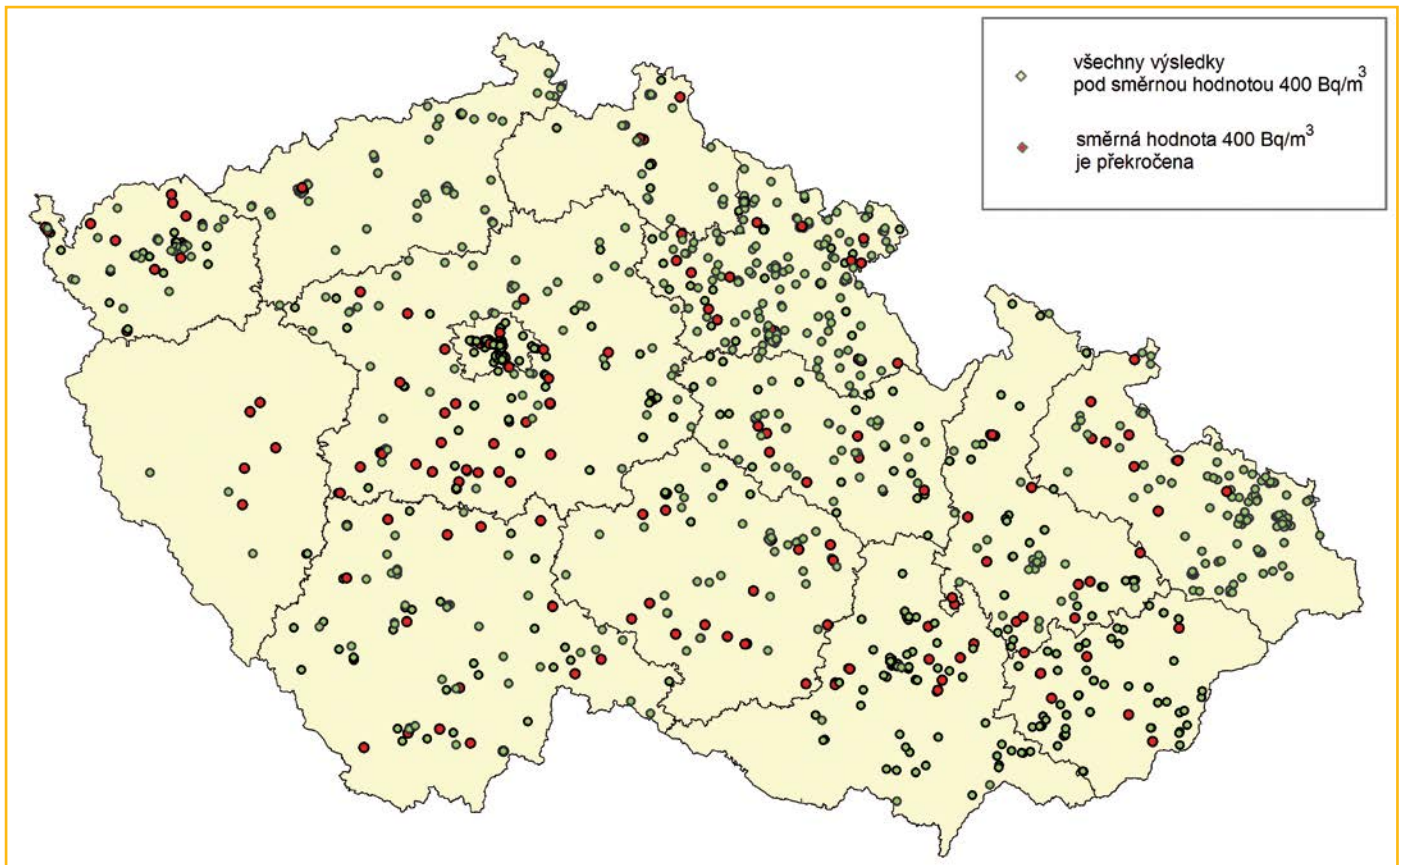 všechny výsledky
pod směrnou hodnotou 400 Bq/m³
směrná hodnota 400 Bq/m³
je překročena